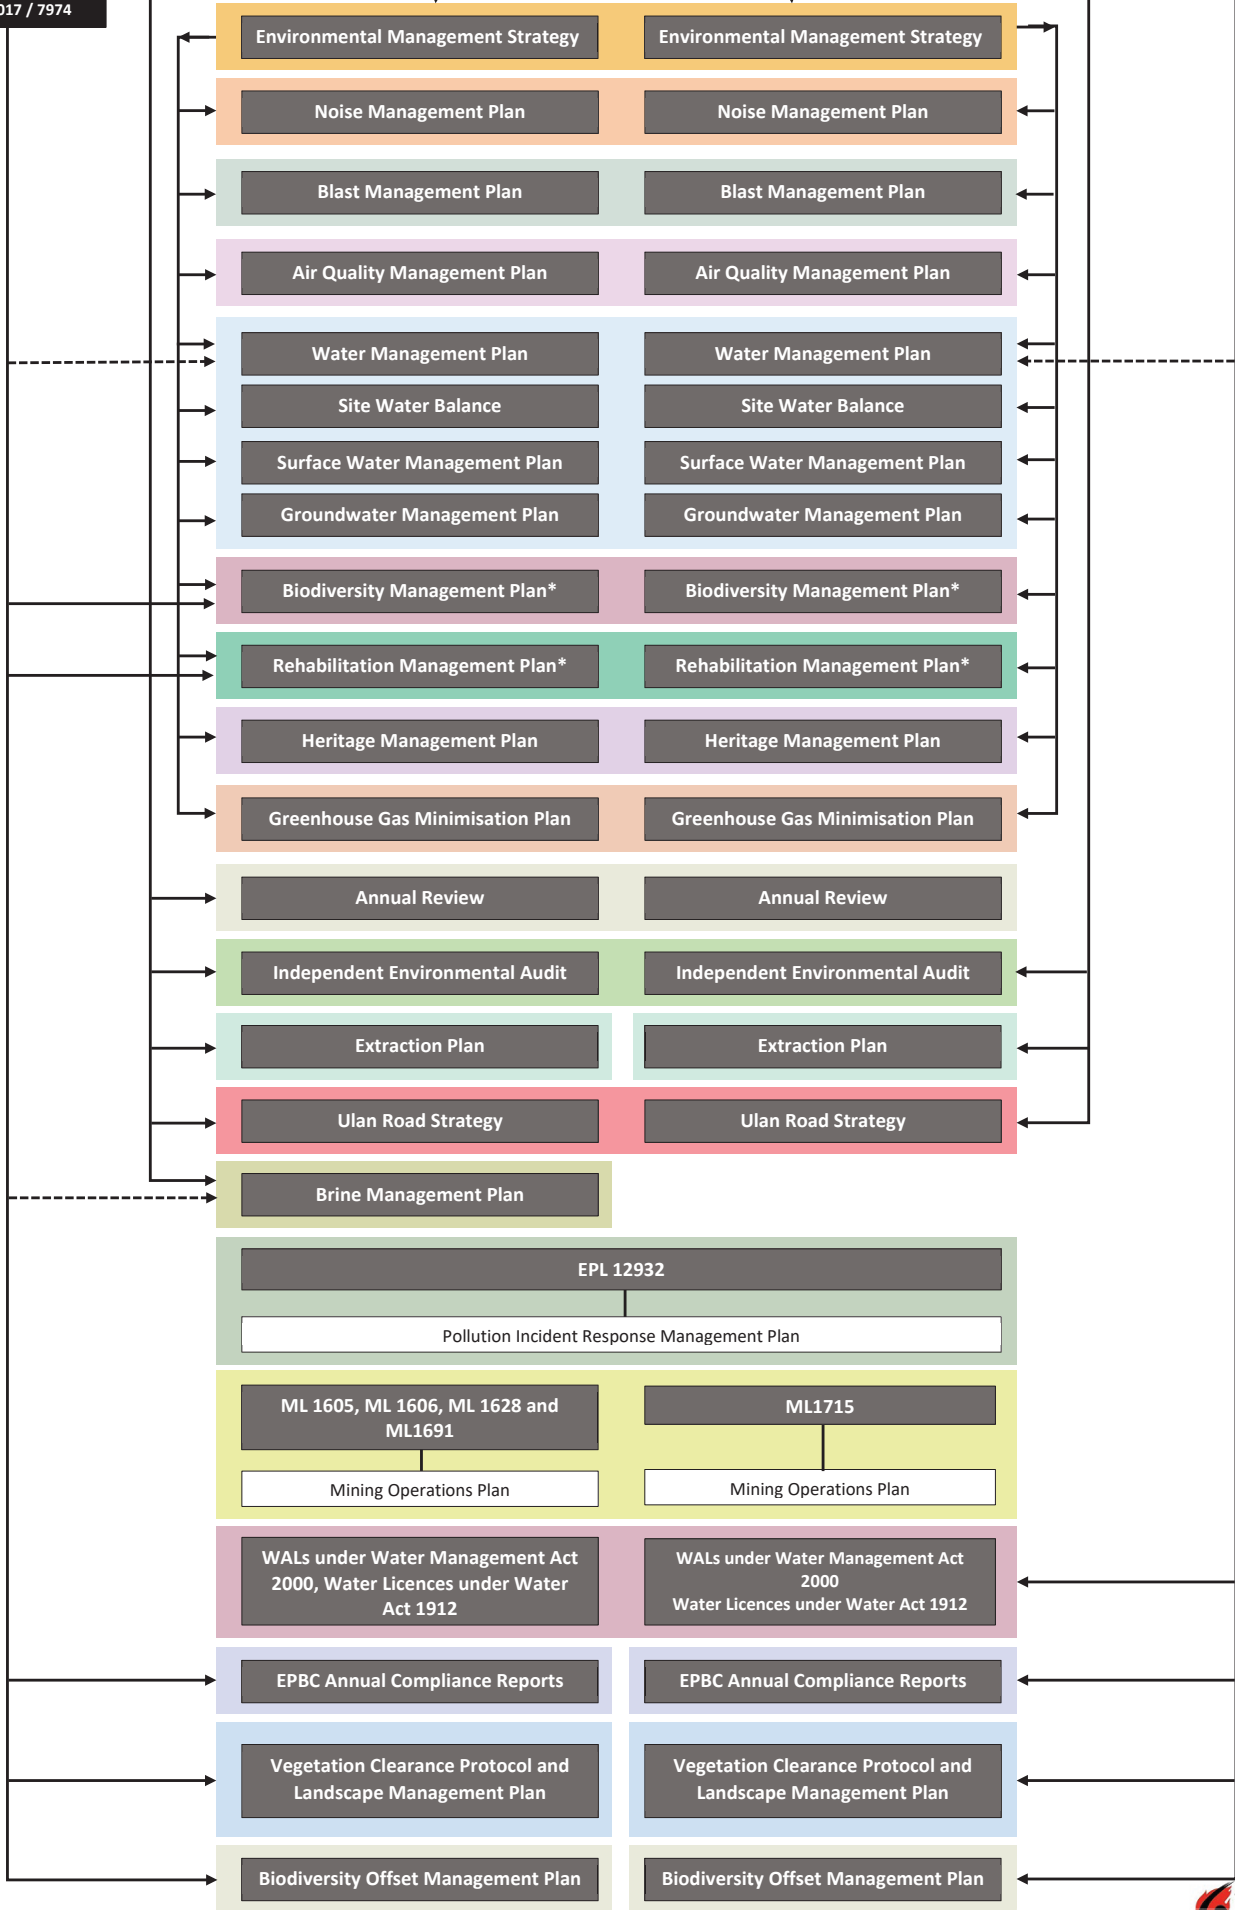 017 / 7974
Environmental Management Strategy
Environmental Management Strategy
Noise Management Plan
Noise Management Plan
Blast Management Plan
Blast Management Plan
Air Quality Management Plan
Air Quality Management Plan
Water Management Plan
Water Management Plan
Site Water Balance
Site Water Balance
Surface Water Management Plan
Surface Water Management Plan
Groundwater Management Plan
Groundwater Management Plan
Biodiversity Management Plan*
Biodiversity Management Plan*
Rehabilitation Management Plan*
Rehabilitation Management Plan*
Heritage Management Plan
Heritage Management Plan
Greenhouse Gas Minimisation Plan
Greenhouse Gas Minimisation Plan
Annual Review
Annual Review
Independent Environmental Audit
Independent Environmental Audit
Extraction Plan
Extraction Plan
Ulan Road Strategy
Ulan Road Strategy
Brine Management Plan
EPL 12932
Pollution Incident Response Management Plan
ML 1605, ML 1606, ML 1628 and
ML1691
ML1715
Mining Operations Plan
Mining Operations Plan
WALs under Water Management Act
2000, Water Licences under Water
Act 1912
WALs under Water Management Act
2000
Water Licences under Water Act 1912
EPBC Annual Compliance Reports
EPBC Annual Compliance Reports
Vegetation Clearance Protocol and
Landscape Management Plan
Vegetation Clearance Protocol and
Landscape Management Plan
Biodiversity Offset Management Plan
Biodiversity Offset Management Plan